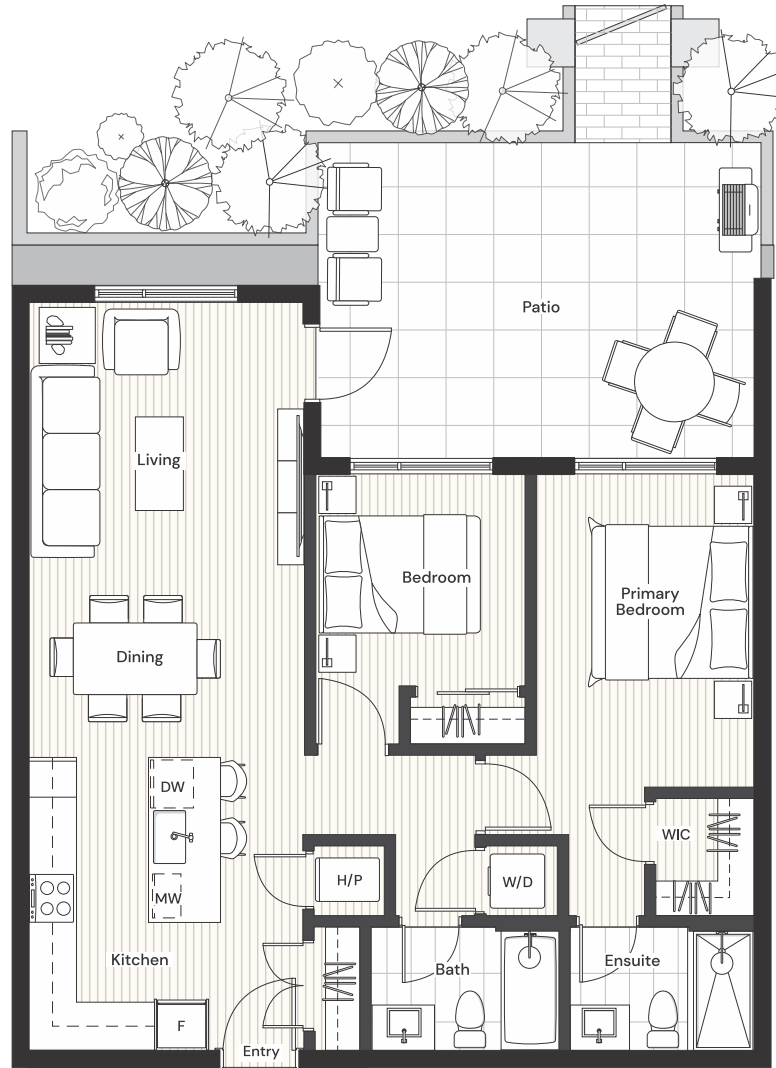 Patio
Living
Bedroom
Primary
Bedroom
Dining
DW
WIC
H/P
W/D
MW
Kitchen
Bath
Ensuite
F
Entry